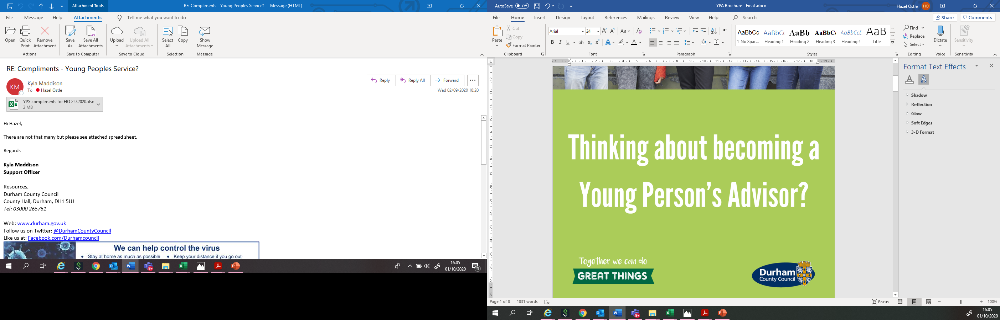 Attachment Tools
RE: Compliments - Young Peoples Service? - Message (HTML)
File Message Help Attachments Tell me what you want to do
Open Quick Print Remove Attachment Save As Save All Attachments Upload Upload All Attachments Select All Copy Show Message
Actions Save to Computer Save to Cloud Selection Message
RE: Compliments - Young Peoples Service?
KM
Kyla Maddison
To Hazel Ostle
Reply Reply All Forward
Wed 02/09/2020 18:20
YPS compliments for HO 2.9.2020.xlsx
2 MB
Hi Hazel,
There are not that many but please see attached spread sheet.
Regards
Kyla Maddison
Support Officer
Resources,
Durham County Council
County Hall, Durham, DH1 5UJ
Tel: 03000 265761
Web: www.durham.gov.uk
Follow us on Twitter: @DurhamCountyCouncil
Like us at: Facebook.com/Durhamcouncil
We can help control the virus
• Stay at home as much as possible • Keep your distance if you go out
9+
16:05
01/10/2020
4
AutoSave Off
YPA Brochure - Final .docx
Hazel Ostle HO
File Home Insert Design Layout References Mailings Review View Help Search
Share Comments
Paste Cut Copy Format Painter
Arial 24
AaBbCc AaBbCc AaBb AaBbC AaBbCcD AaB
¶ No Spac... Heading 1 Heading 2 Heading 3 Heading 4 Title
Find Replace Select
Dictate Sensitivity
Clipboard Font Paragraph Styles Editing Voice Sensitivity
Thinking about becoming a
Young Person’s Advisor?
Together we can do
GREAT THINGS
Durham
County Council
Format Text Effects
Shadow
Reflection
Glow
Soft Edges
3-D Format
Page 1 of 8 1831 words
Focus
100%
9+
16:05
01/10/2020